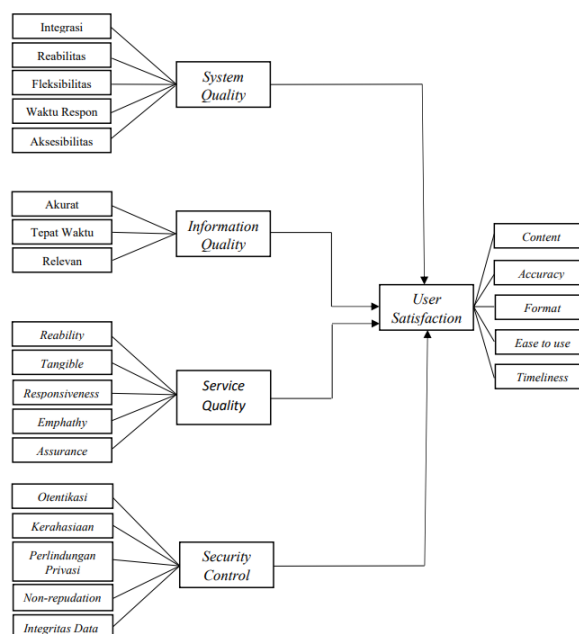 Integrasi
Reabilitas
Fleksibilitas
Waktu Respon
Aksesibilitas
System
Quality
Akurat
Tepat Waktu
Relevan
Information
Quality
Reability
Tangible
Responsiveness
Emphathy
Assurance
Service
Quality
Otentikasi
Kerahasiaan
Perlindungan
Privasi
Non-repudation
Integritas Data
Security
Control
User
Satisfaction
Content
Accuracy
Format
Ease to use
Timeliness